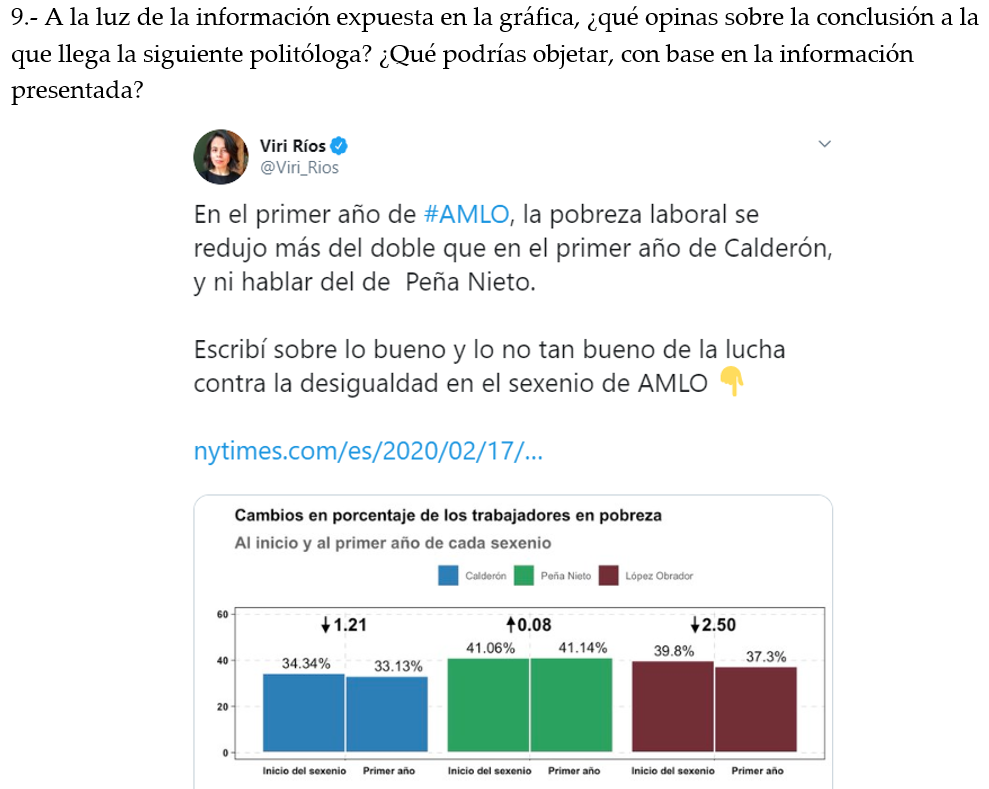 9.- A la luz de la información expuesta en la gráfica, ¿qué opinas sobre la conclusión a la
que llega la siguiente politóloga? ¿Qué podrías objetar, con base en la información
presentada?
Viri Ríos
@Viri_Rios
En el primer año de #AMLO, la pobreza laboral se
redujo más del doble que en el primer año de Calderón,
y ni hablar del de Peña Nieto.
Escribí sobre lo bueno y lo no tan bueno de la lucha
contra la desigualdad en el sexenio de AMLO 👇
nytimes.com/es/2020/02/17/...
Cambios en porcentaje de los trabajadores en pobreza
Al inicio y al primer año de cada sexenio
Calderón Peña Nieto López Obrador
60
↓1.21 ↑0.08 ↓2.50
34.34% 33.13% 41.06% 41.14% 39.8% 37.3%
40
20
0
Inicio del sexenio Primer año Inicio del sexenio Primer año Inicio del sexenio Primer año